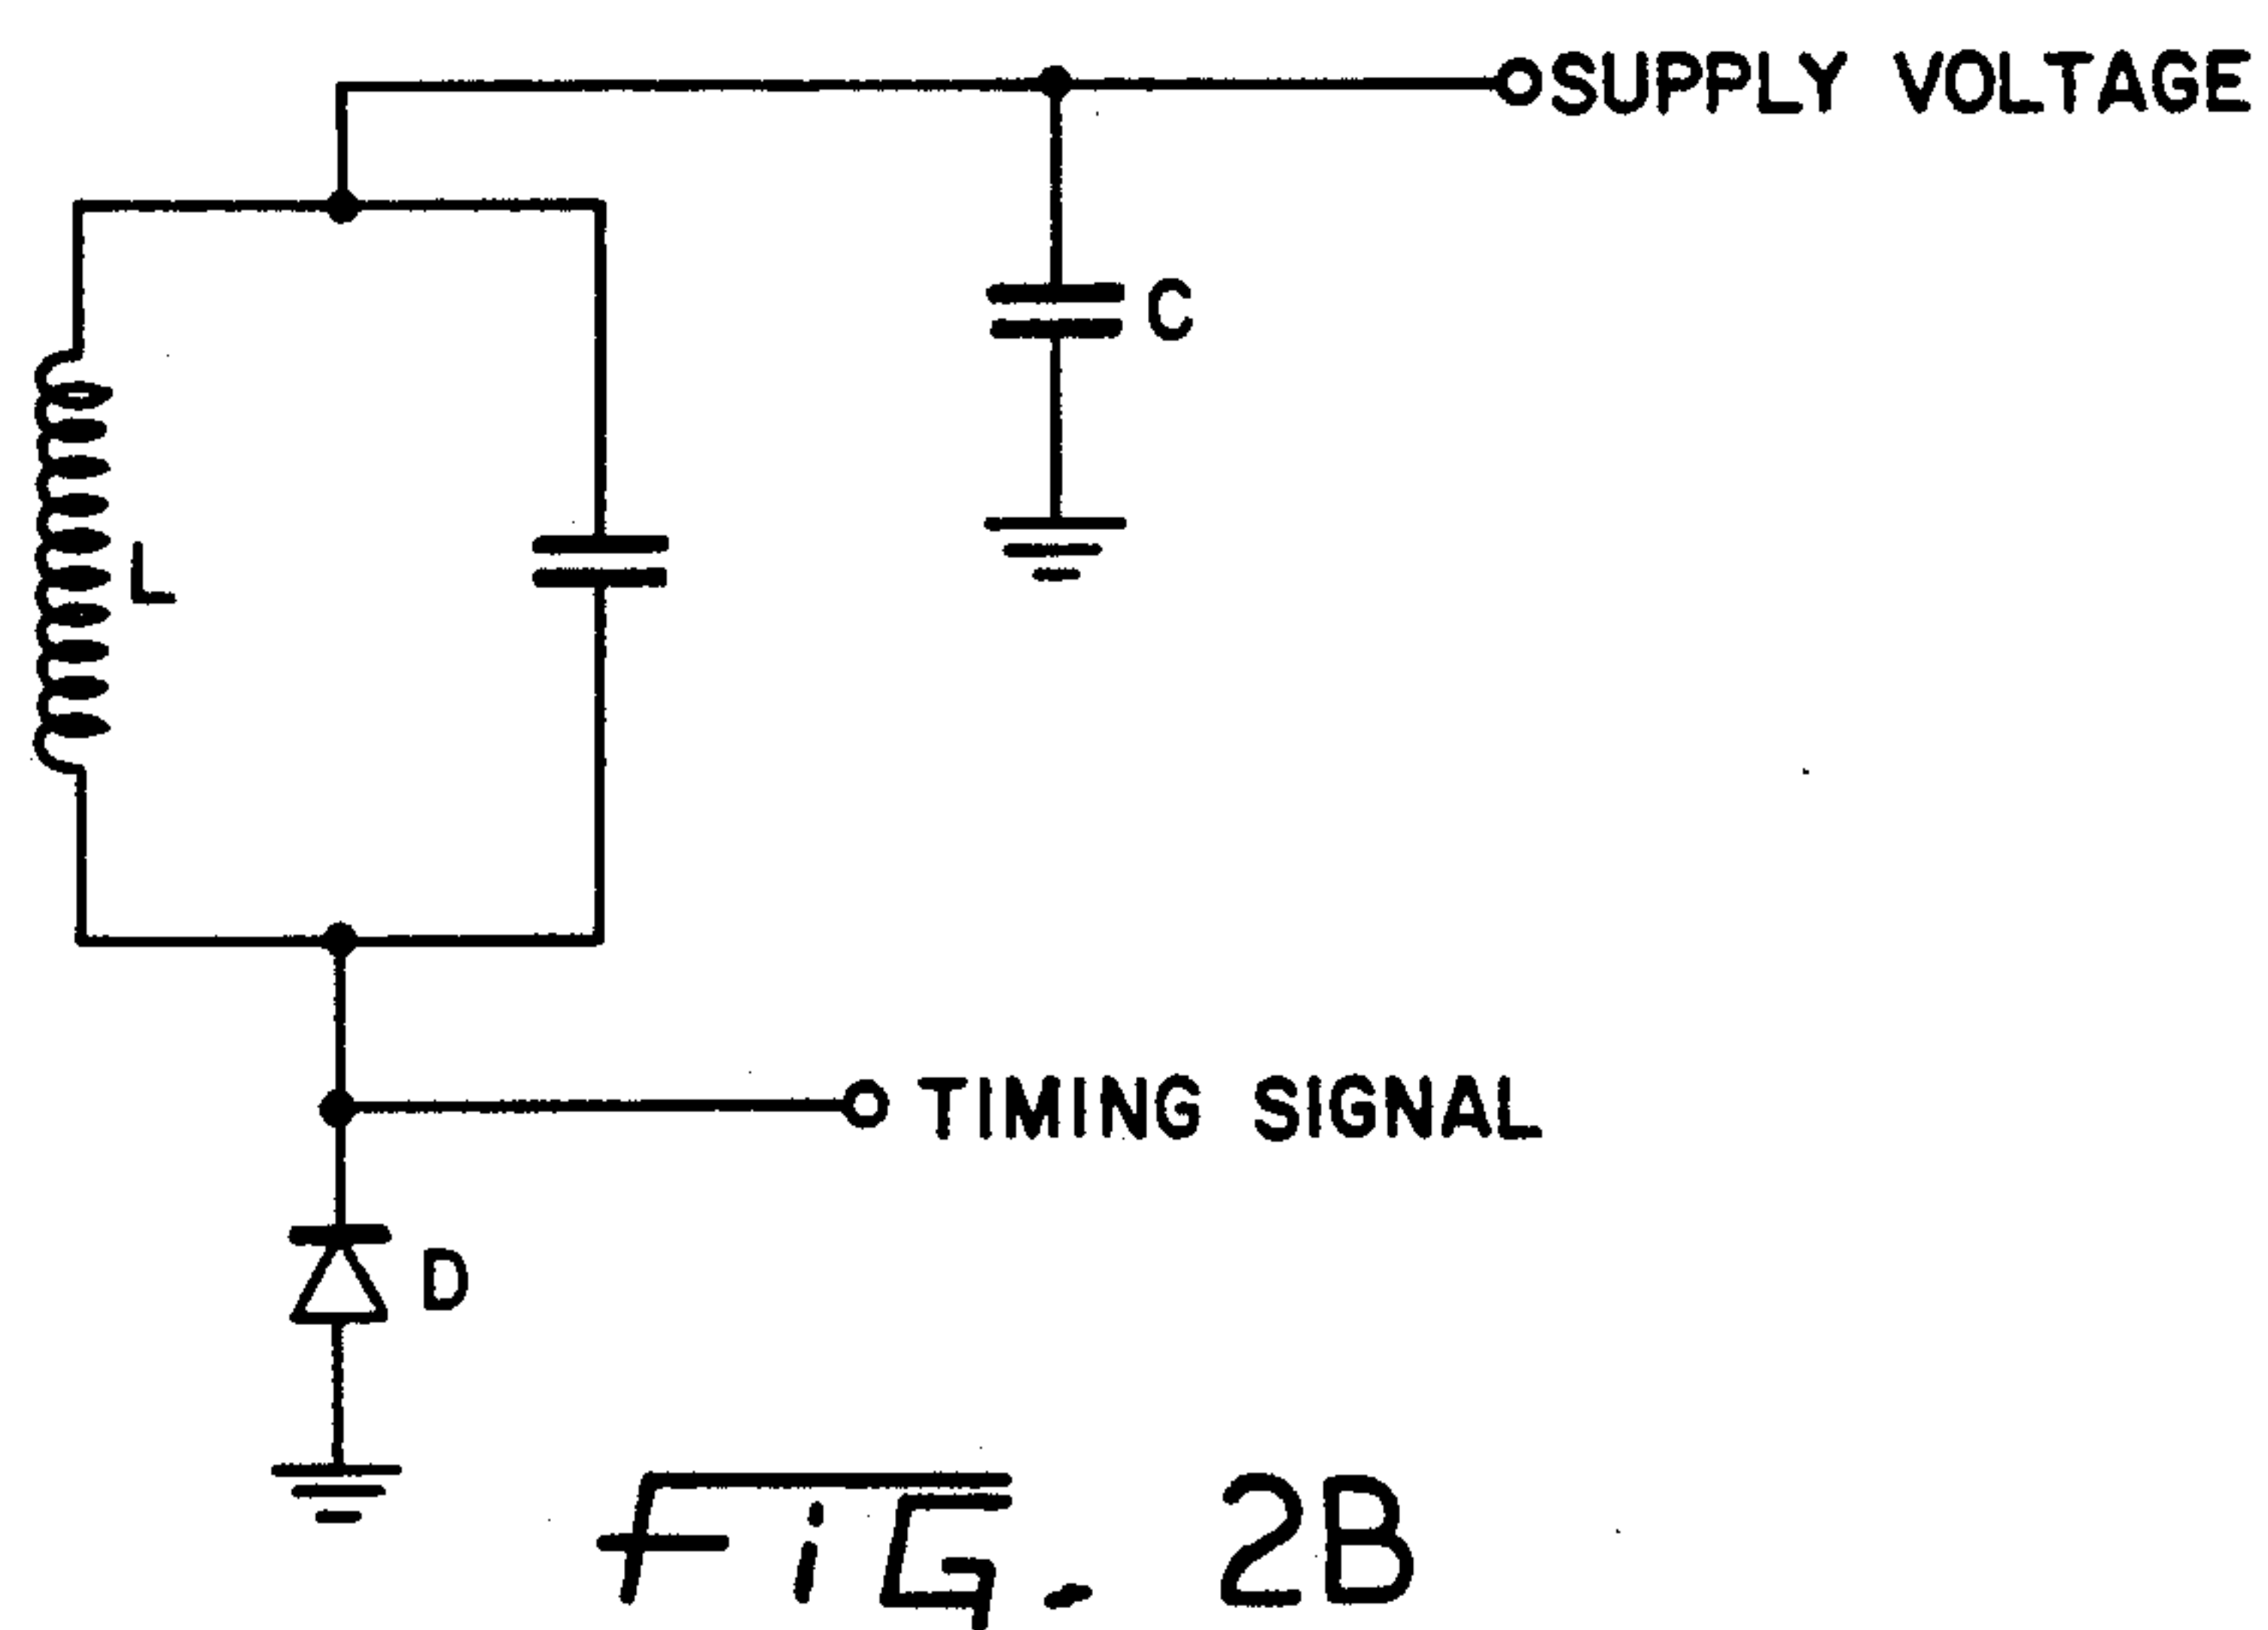 SUPPLY VOLTAGE
C
L
TIMING SIGNAL
D
FiG. 2B